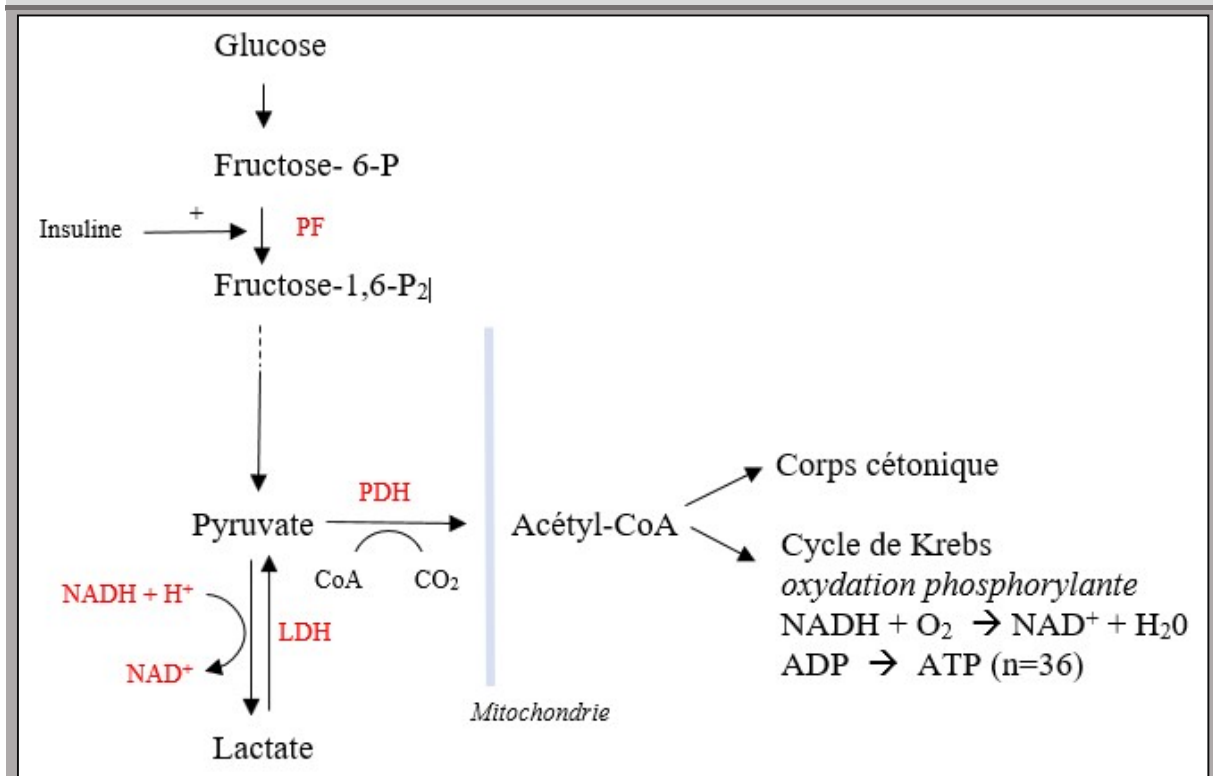 Glucose
Fructose- 6-P
Insuline
+
PF
Fructose-1,6-P₂|
Pyruvate
PDH
CoA
CO₂
Acétyl-CoA
Corps cétonique
Cycle de Krebs
oxydation phosphorylante
NADH + O₂ → NAD⁺ + H₂0
ADP → ATP (n=36)
NADH + H⁺
LDH
NAD⁺
Mitochondrie
Lactate